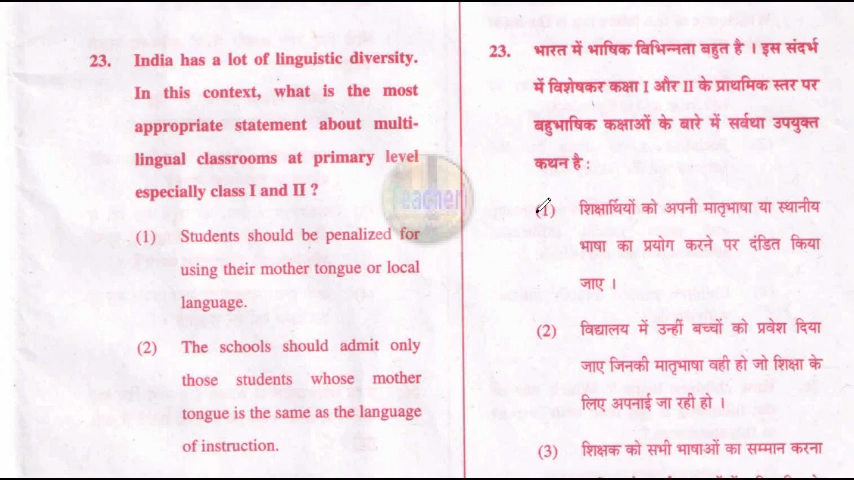 23. India has a lot of linguistic diversity.
In this context, what is the most
appropriate statement about multi-
lingual classrooms at primary level
especially class I and II ?
(1) Students should be penalized for
using their mother tongue or local
language.
(2) The schools should admit only
those students whose mother
tongue is the same as the language
of instruction.
Teacher
23. भारत में भाषिक विभिन्नता बहुत है । इस संदर्भ
में विशेषकर कक्षा I और II के प्राथमिक स्तर पर
बहुभाषिक कक्षाओं के बारे में सर्वथा उपयुक्त
कथन है :
(1) शिक्षार्थियों को अपनी मातृभाषा या स्थानीय
भाषा का प्रयोग करने पर दंडित किया
जाए ।
(2) विद्यालय में उन्हीं बच्चों को प्रवेश दिया
जाए जिनकी मातृभाषा वही हो जो शिक्षा के
लिए अपनाई जा रही हो ।
(3) शिक्षक को सभी भाषाओं का सम्मान करना